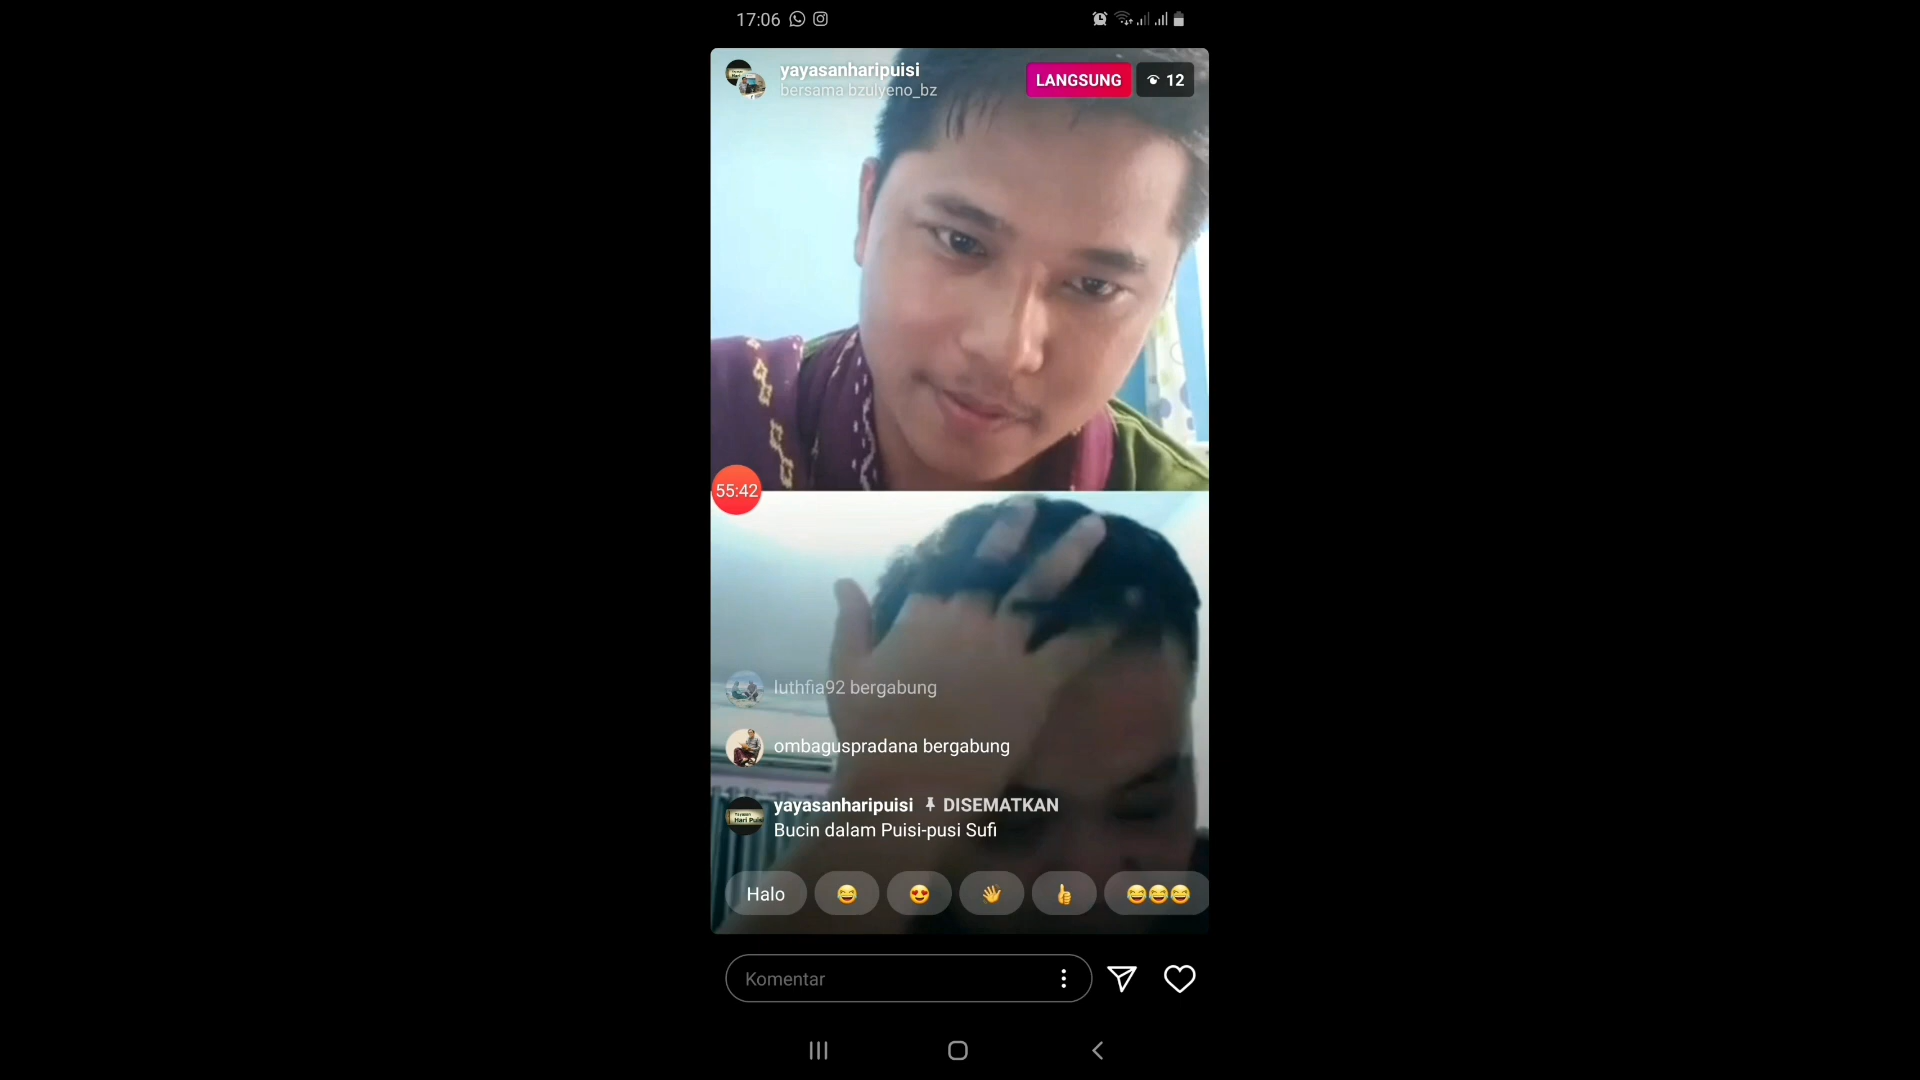 17:06
yayasanharipuisi
bersama bzulyeno_bz
LANGSUNG
12
55:42
luthfia92 bergabung
ombaguspradana bergabung
yayasanharipuisi DISEMATKAN
Bucin dalam Puisi-pusi Sufi
Halo
Komentar